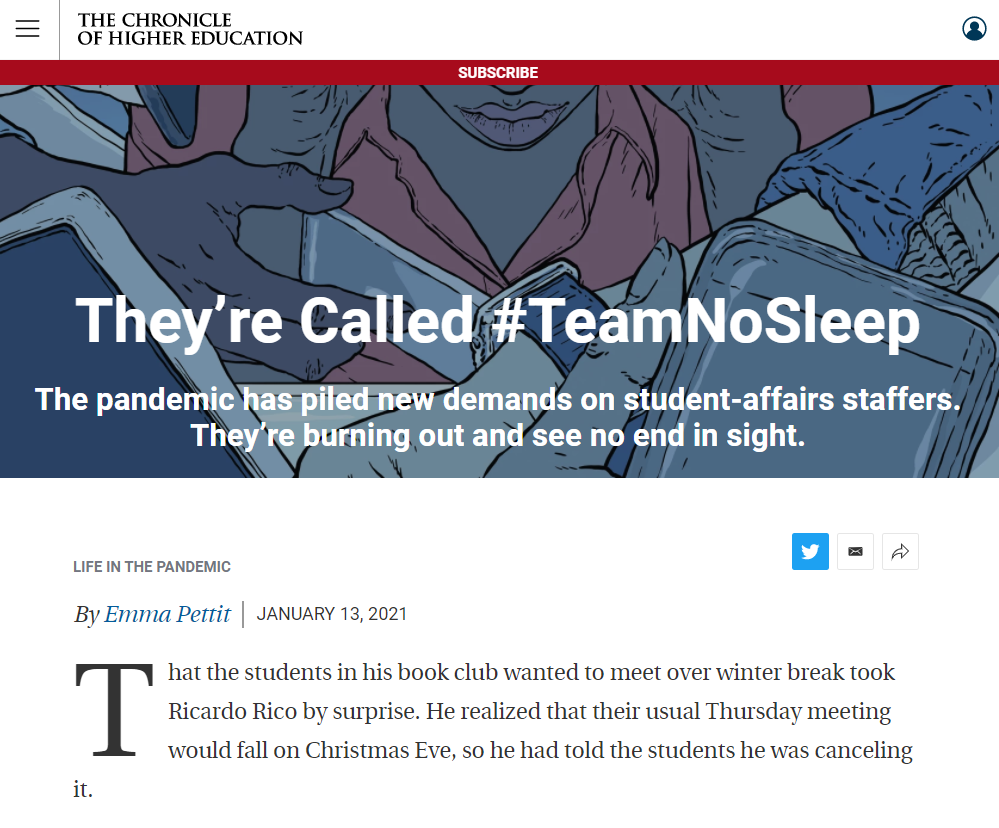 THE CHRONICLE
OF HIGHER EDUCATION
SUBSCRIBE
They’re Called #TeamNoSleep
The pandemic has piled new demands on student-affairs staffers.
They’re burning out and see no end in sight.
LIFE IN THE PANDEMIC
By Emma Pettit | JANUARY 13, 2021
That the students in his book club wanted to meet over winter break took
Ricardo Rico by surprise. He realized that their usual Thursday meeting
would fall on Christmas Eve, so he had told the students he was canceling
it.